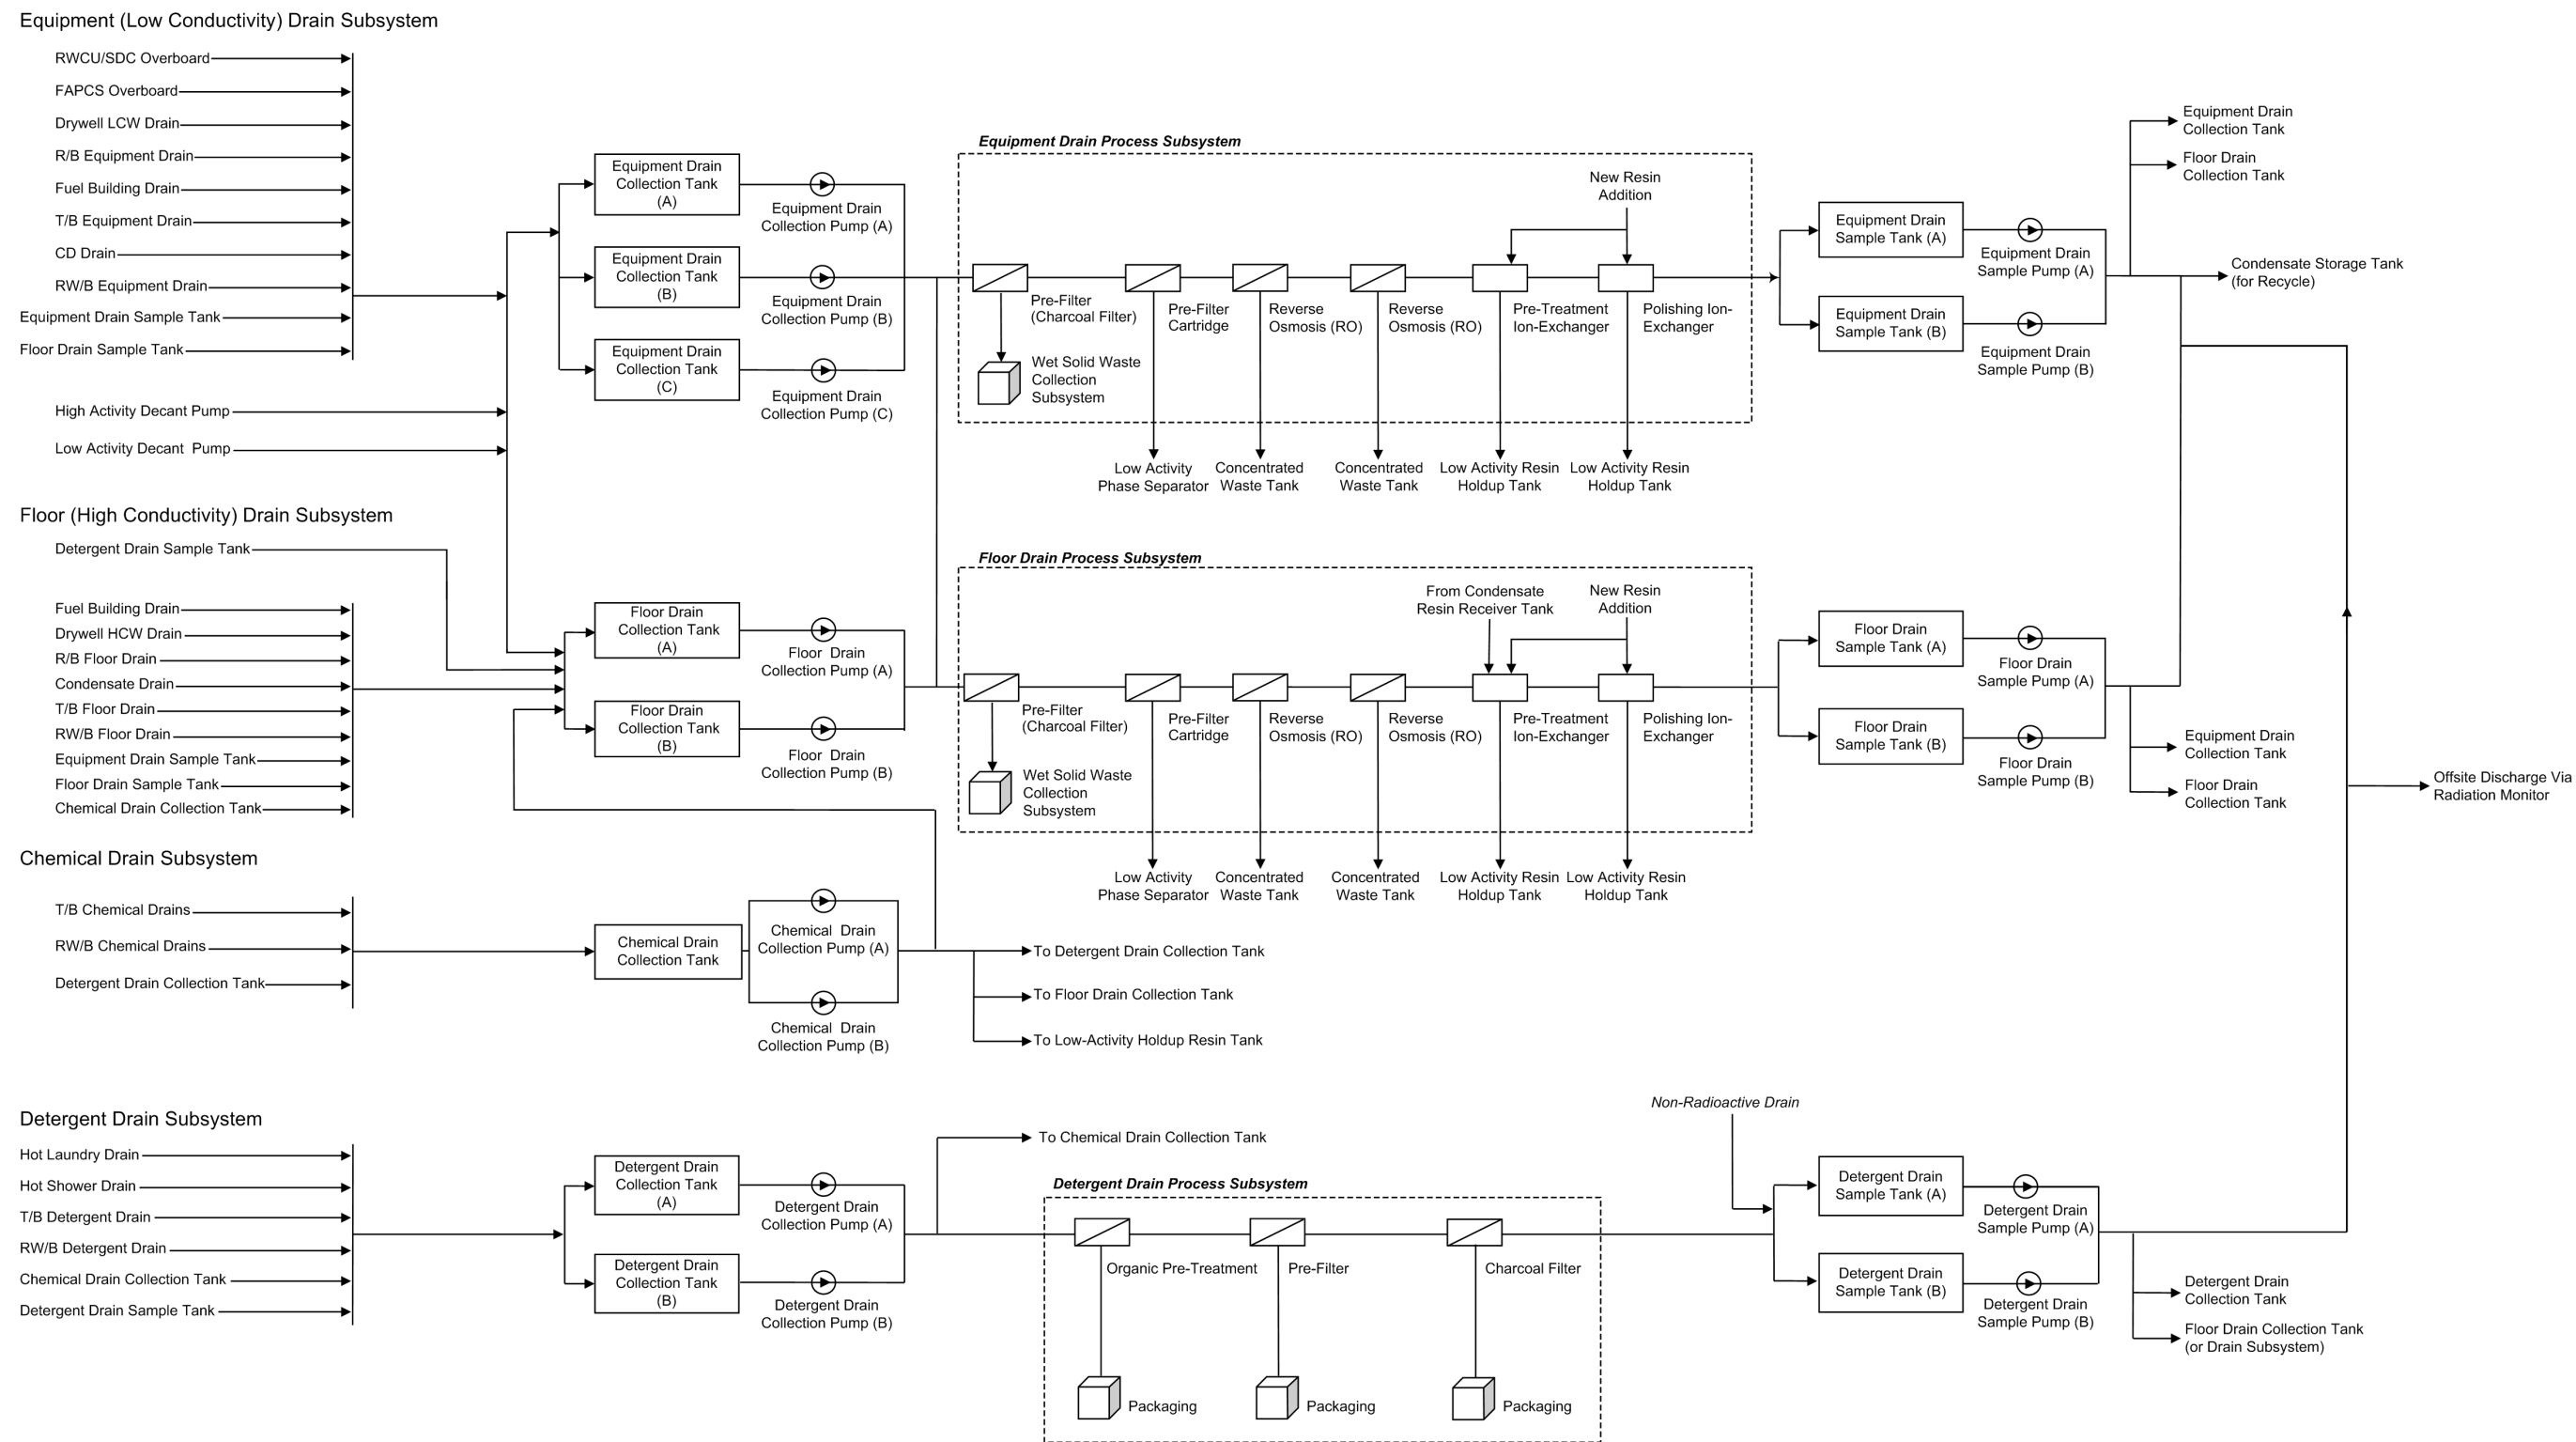 Equipment (Low Conductivity) Drain Subsystem
RWCU/SDC Overboard
FAPCS Overboard
Drywell LCW Drain
R/B Equipment Drain
Fuel Building Drain
T/B Equipment Drain
CD Drain
RW/B Equipment Drain
Equipment Drain Sample Tank
Floor Drain Sample Tank
High Activity Decant Pump
Low Activity Decant Pump
Equipment Drain
Collection Tank
(A)
Equipment Drain
Collection Tank
(B)
Equipment Drain
Collection Tank
(C)
Equipment Drain
Collection Pump (A)
Equipment Drain
Collection Pump (B)
Equipment Drain
Collection Pump (C)
Equipment Drain Process Subsystem
New Resin
Addition
Pre-Filter
(Charcoal Filter)
Pre-Filter
Cartridge
Reverse
Osmosis (RO)
Reverse
Osmosis (RO)
Pre-Treatment
Ion-Exchanger
Polishing Ion-
Exchanger
Wet Solid Waste
Collection
Subsystem
Low Activity
Phase Separator
Concentrated
Waste Tank
Concentrated
Waste Tank
Low Activity Resin
Holdup Tank
Low Activity Resin
Holdup Tank
Equipment Drain
Sample Tank (A)
Equipment Drain
Sample Tank (B)
Equipment Drain
Sample Pump (A)
Equipment Drain
Sample Pump (B)
Equipment Drain
Collection Tank
Floor Drain
Collection Tank
Condensate Storage Tank
(for Recycle)
Floor (High Conductivity) Drain Subsystem
Detergent Drain Sample Tank
Fuel Building Drain
Drywell HCW Drain
R/B Floor Drain
Condensate Drain
T/B Floor Drain
RW/B Floor Drain
Equipment Drain Sample Tank
Floor Drain Sample Tank
Chemical Drain Collection Tank
Floor Drain
Collection Tank
(A)
Floor Drain
Collection Tank
(B)
Floor Drain
Collection Pump (A)
Floor Drain
Collection Pump (B)
Floor Drain Process Subsystem
From Condensate
Resin Receiver Tank
New Resin
Addition
Pre-Filter
(Charcoal Filter)
Pre-Filter
Cartridge
Reverse
Osmosis (RO)
Reverse
Osmosis (RO)
Pre-Treatment
Ion-Exchanger
Polishing Ion-
Exchanger
Wet Solid Waste
Collection
Subsystem
Low Activity
Phase Separator
Concentrated
Waste Tank
Concentrated
Waste Tank
Low Activity Resin
Holdup Tank
Low Activity Resin
Holdup Tank
Floor Drain
Sample Tank (A)
Floor Drain
Sample Tank (B)
Floor Drain
Sample Pump (A)
Floor Drain
Sample Pump (B)
Equipment Drain
Collection Tank
Floor Drain
Collection Tank
Offsite Discharge Via
Radiation Monitor
Chemical Drain Subsystem
T/B Chemical Drains
RW/B Chemical Drains
Detergent Drain Collection Tank
Chemical Drain
Collection Tank
Chemical Drain
Collection Pump (A)
Chemical Drain
Collection Pump (B)
To Detergent Drain Collection Tank
To Floor Drain Collection Tank
To Low-Activity Holdup Resin Tank
Detergent Drain Subsystem
Hot Laundry Drain
Hot Shower Drain
T/B Detergent Drain
RW/B Detergent Drain
Chemical Drain Collection Tank
Detergent Drain Sample Tank
Detergent Drain
Collection Tank
(A)
Detergent Drain
Collection Tank
(B)
Detergent Drain
Collection Pump (A)
Detergent Drain
Collection Pump (B)
To Chemical Drain Collection Tank
Detergent Drain Process Subsystem
Organic Pre-Treatment
Pre-Filter
Charcoal Filter
Packaging
Packaging
Packaging
Non-Radioactive Drain
Detergent Drain
Sample Tank (A)
Detergent Drain
Sample Tank (B)
Detergent Drain
Sample Pump (A)
Detergent Drain
Sample Pump (B)
Detergent Drain
Collection Tank
Floor Drain Collection Tank
(or Drain Subsystem)